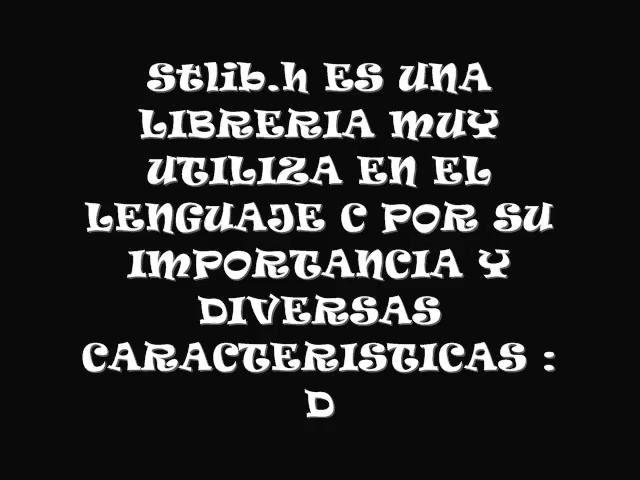 Stlib.h ES UNA
LIBRERIA MUY
UTILIZA EN EL
LENGUAJE C POR SU
IMPORTANCIA Y
DIVERSAS
CARACTERISTICAS :
D